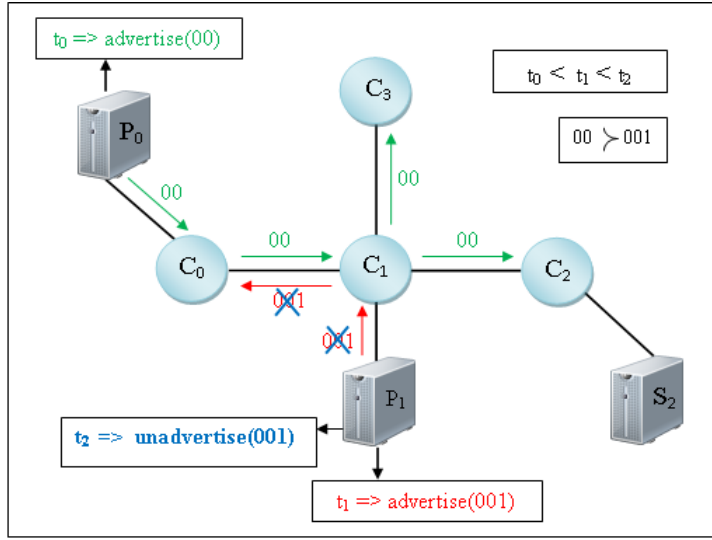 t₀ => advertise(00)
C₃
t₀ < t₁ < t₂
P₀
00 ≻ 001
00
00
00
00
C₀
C₁
C₂
001
001
P₁
S₂
t₂ => unadvertise(001)
t₁ => advertise(001)